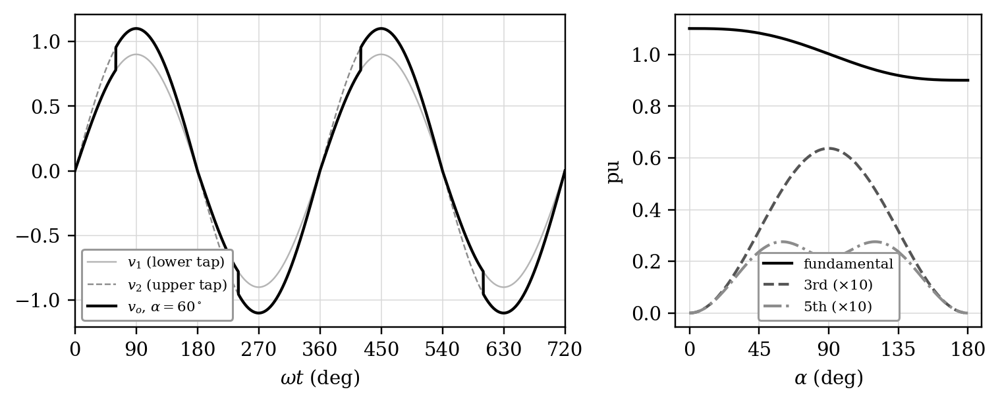 1.0
0.5
0.0
−0.5
−1.0
v₁ (lower tap)
v₂ (upper tap)
vₒ, α = 60°
0 90 180 270 360 450 540 630 720
ωt (deg)
pu
1.0
0.8
0.6
0.4
0.2
0.0
fundamental
3rd (×10)
5th (×10)
0 45 90 135 180
α (deg)